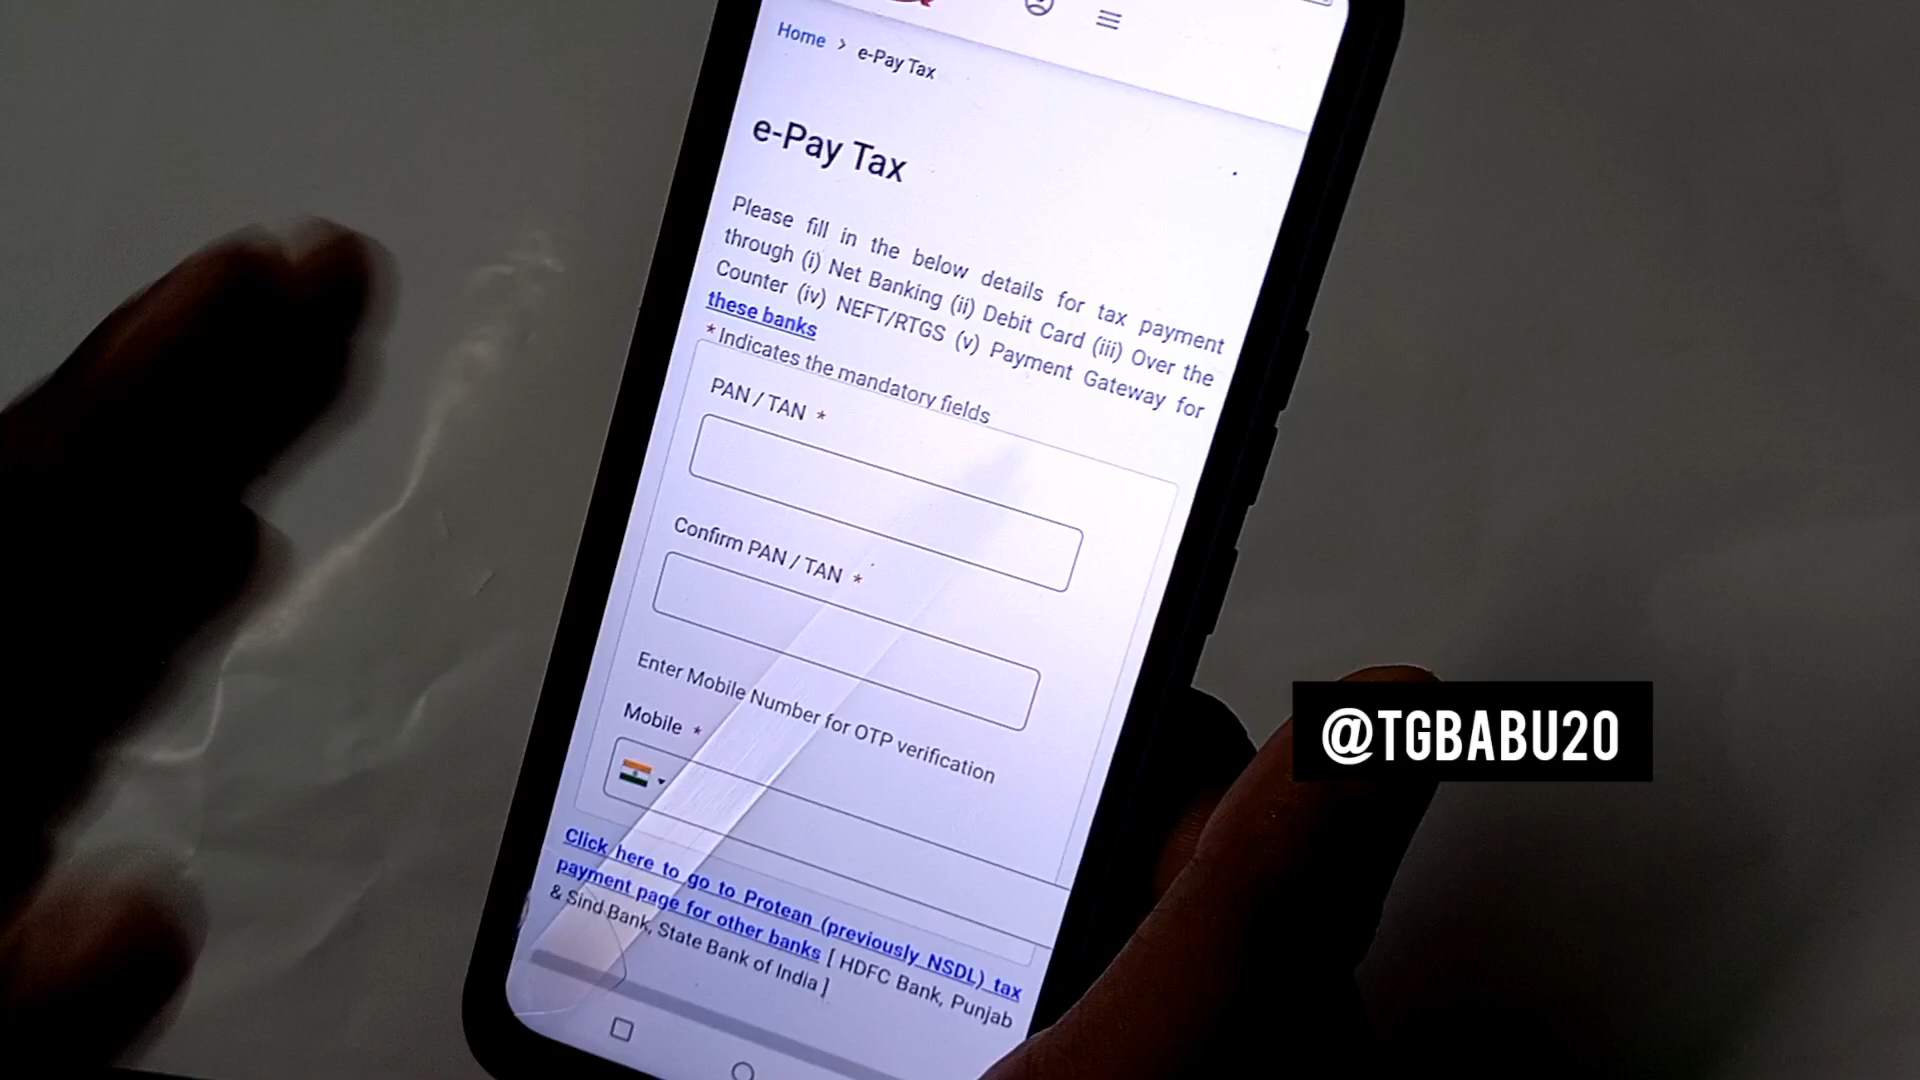 Home > e-Pay Tax
e-Pay Tax
Please fill in the below details for tax payment
through (i) Net Banking (ii) Debit Card (iii) Over the
Counter (iv) NEFT/RTGS (v) Payment Gateway for
these banks
* Indicates the mandatory fields
PAN / TAN *
Confirm PAN / TAN *
Enter Mobile Number for OTP verification
Mobile *
Click here to go to Protean (previously NSDL) tax
payment page for other banks [ HDFC Bank, Punjab
& Sind Bank, State Bank of India ]
@TGBABU20